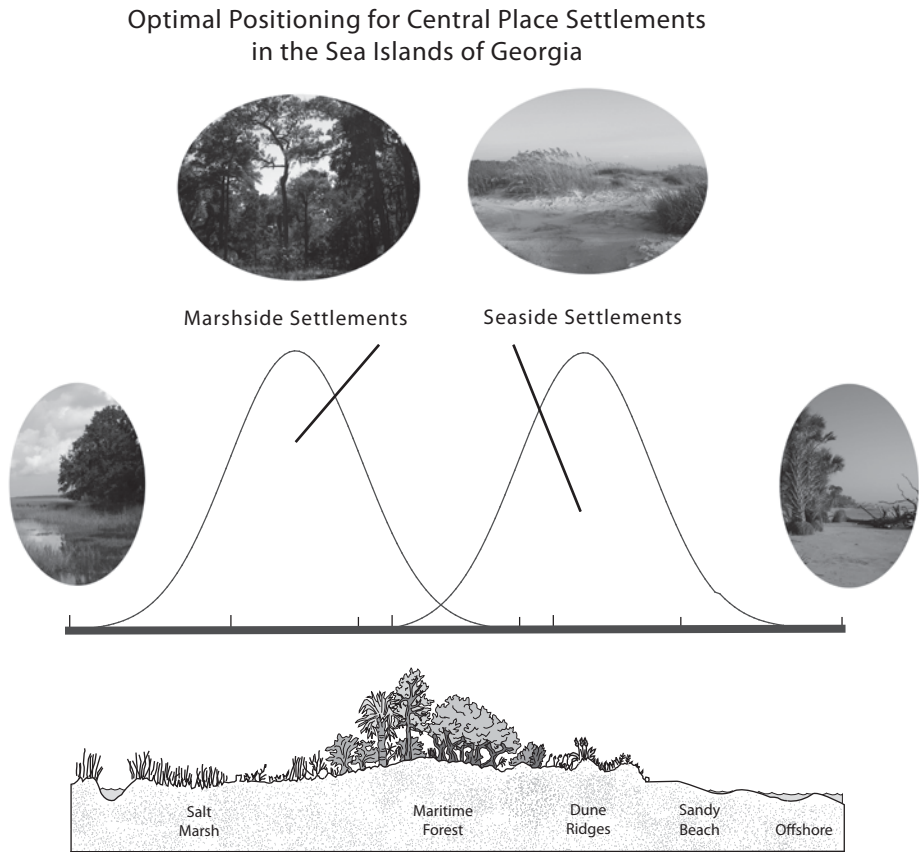 Optimal Positioning for Central Place Settlements
in the Sea Islands of Georgia
Marshside Settlements
Seaside Settlements
Salt
Marsh
Maritime
Forest
Dune
Ridges
Sandy
Beach
Offshore